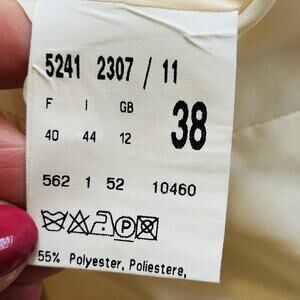 5241 2307 / 11
F I GB
40 44 12 38
562 1 52 10460
P
55% Polyester, Poliestere,